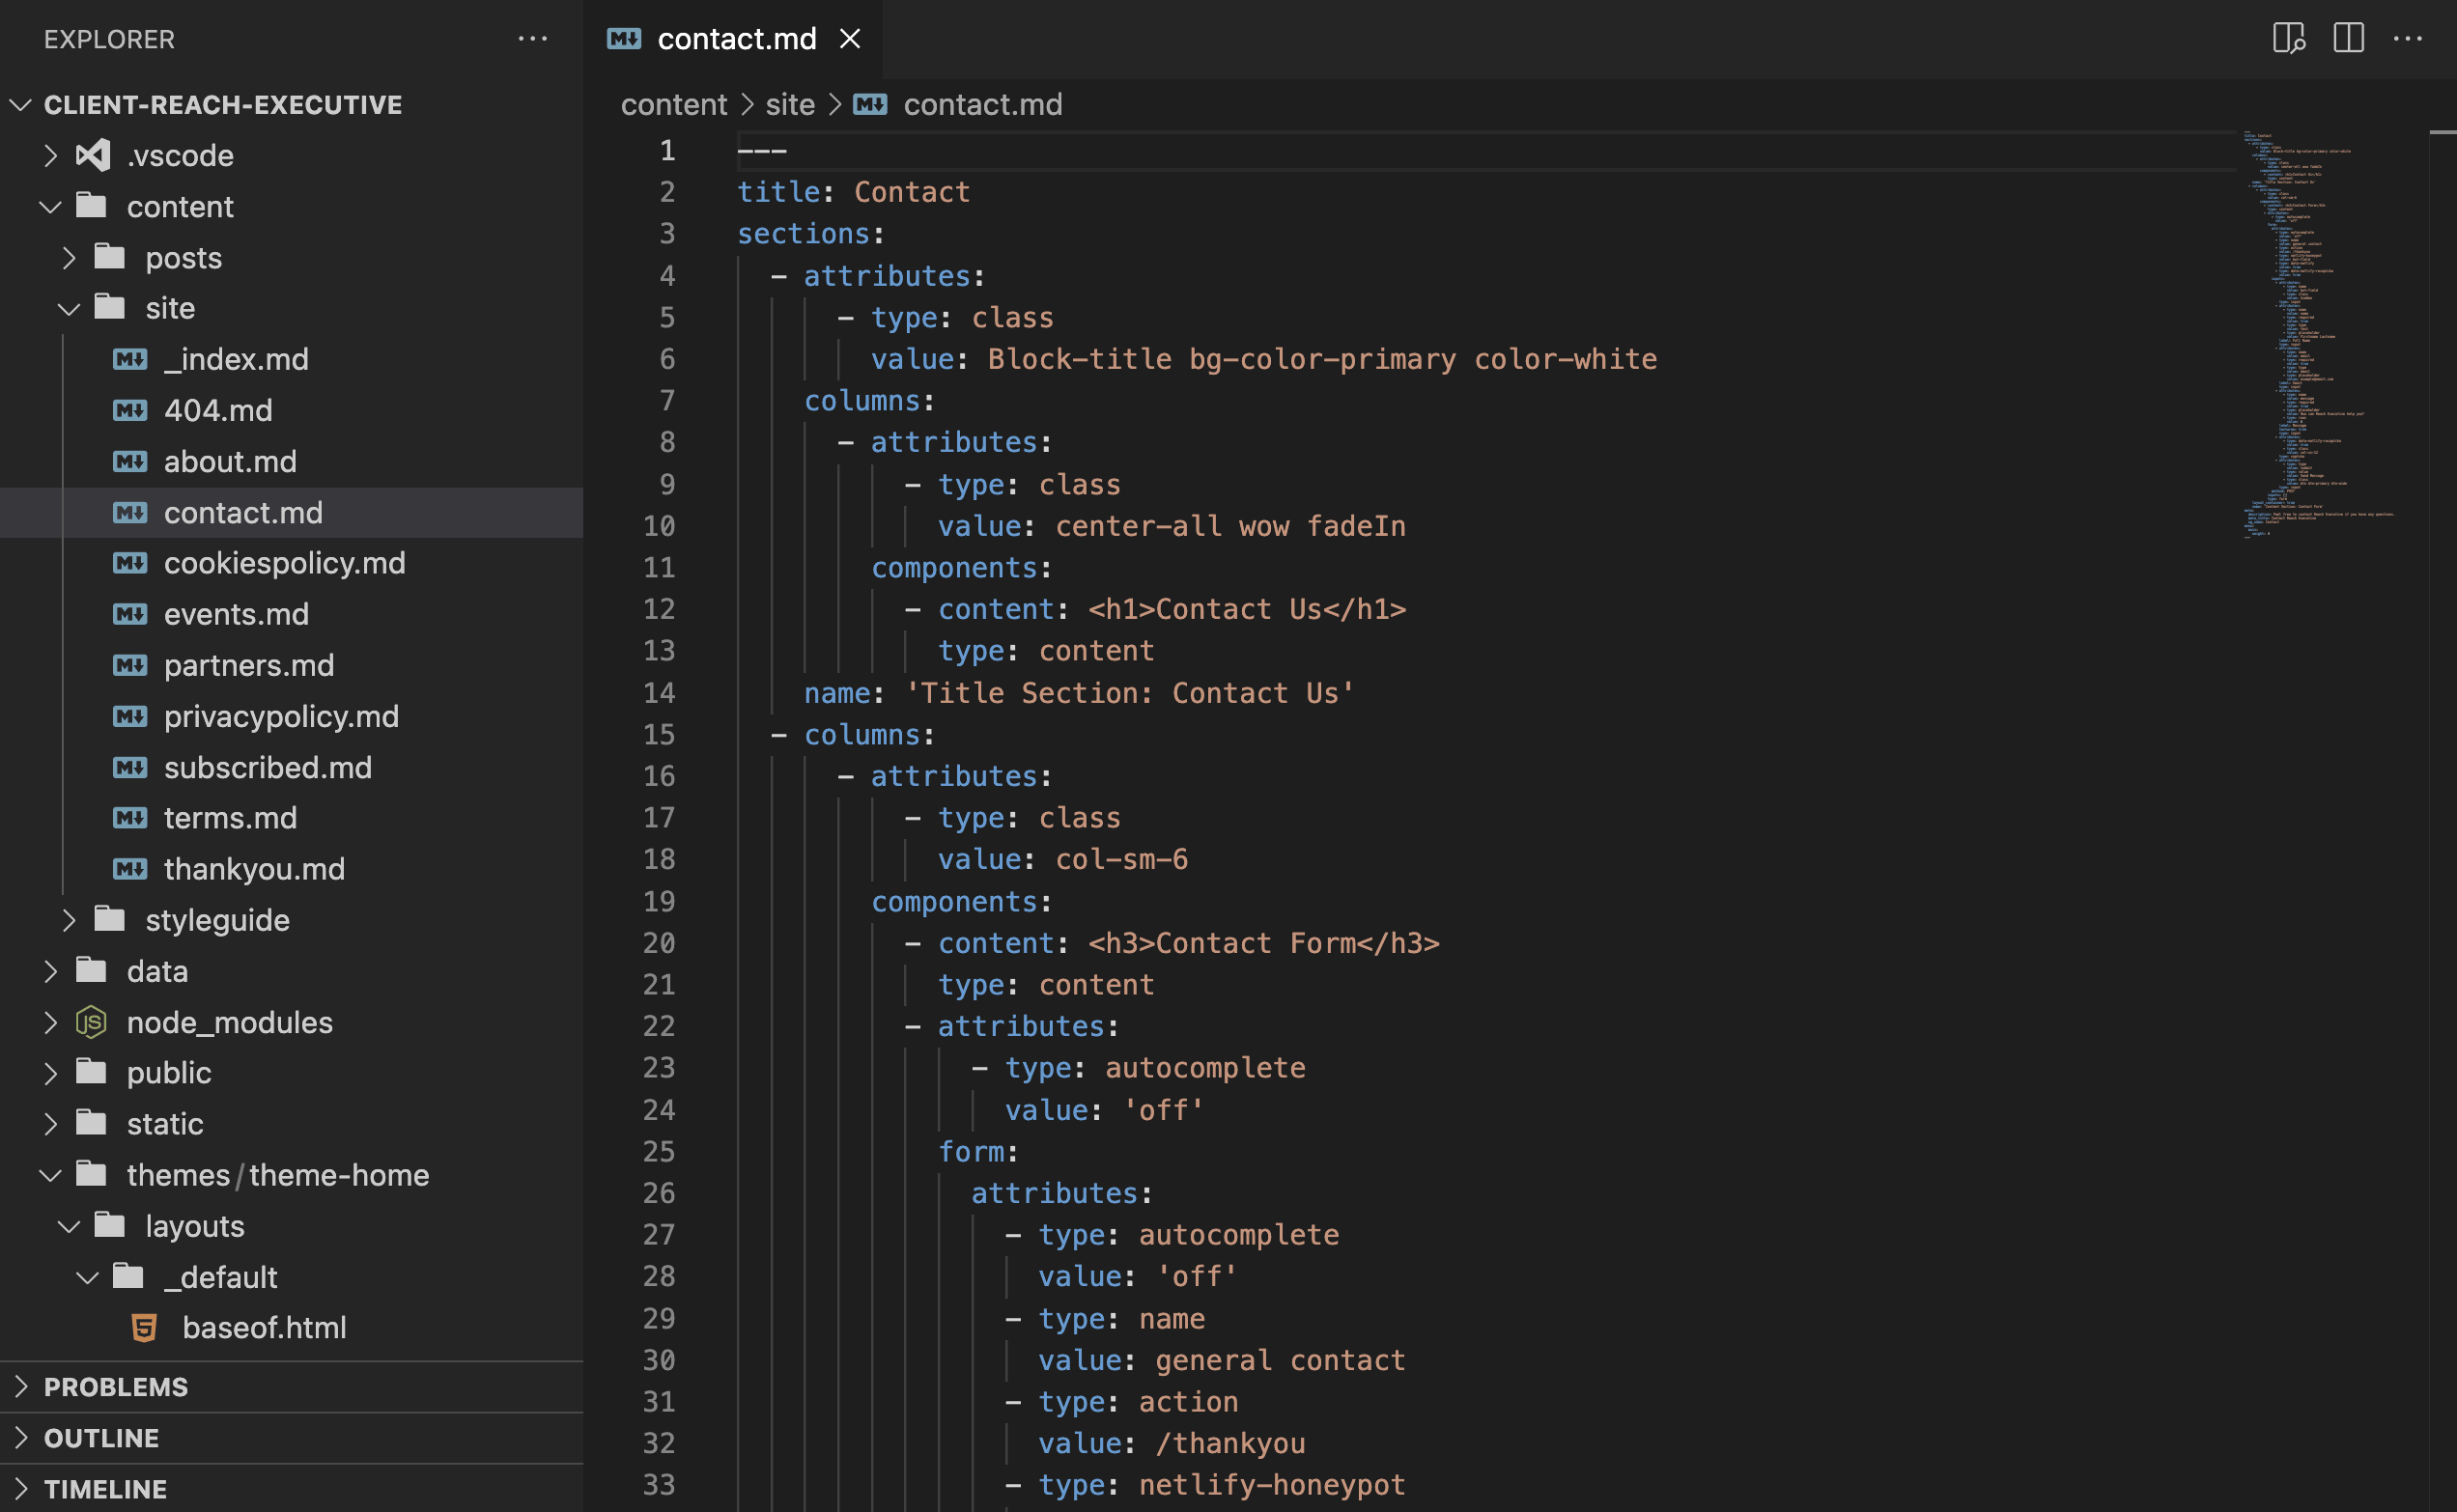 EXPLORER
CLIENT-REACH-EXECUTIVE
.vscode
content
posts
site
_index.md
404.md
about.md
contact.md
cookiespolicy.md
events.md
partners.md
privacypolicy.md
subscribed.md
terms.md
thankyou.md
styleguide
data
node_modules
public
static
themes/theme-home
layouts
_default
baseof.html
PROBLEMS
OUTLINE
TIMELINE
contact.md
content > site > contact.md
1 ---
2 title: Contact
3 sections:
4 - attributes:
5 - type: class
6 value: Block-title bg-color-primary color-white
7 columns:
8 - attributes:
9 - type: class
10 value: center-all wow fadeIn
11 components:
12 - content: <h1>Contact Us</h1>
13 type: content
14 name: 'Title Section: Contact Us'
15 - columns:
16 - attributes:
17 - type: class
18 value: col-sm-6
19 components:
20 - content: <h3>Contact Form</h3>
21 type: content
22 - attributes:
23 - type: autocomplete
24 value: 'off'
25 form:
26 attributes:
27 - type: autocomplete
28 value: 'off'
29 - type: name
30 value: general contact
31 - type: action
32 value: /thankyou
33 - type: netlify-honeypot